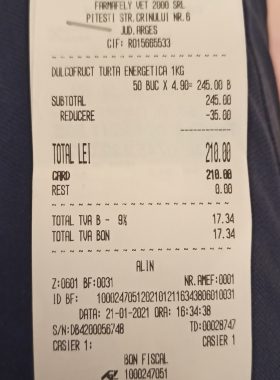 FARMAFELY VET 2000 SRL
PITESTI STR.CRINULUI NR.6
JUD.ARGES
CIF: RO15665533
DULCOFRUCT TURTA ENERGETICA 1KG
50 BUC X 4.90= 245.00 B
SUBTOTAL 245.00
REDUCERE -35.00
TOTAL LEI 210.00
CARD 210.00
REST 0.00
TOTAL TVA B - 9% 17.34
TOTAL TVA BON 17.34
ALIN
Z:0601 BF:0031 NR.AMEF:0001
ID BF: 10002470512021012116343806010031
DATA: 21-01-2021 ORA: 16:34:38
S/N:DB4200056748 TD:00028747
CASIER 1: CASIER:1
BON FISCAL
1000247051